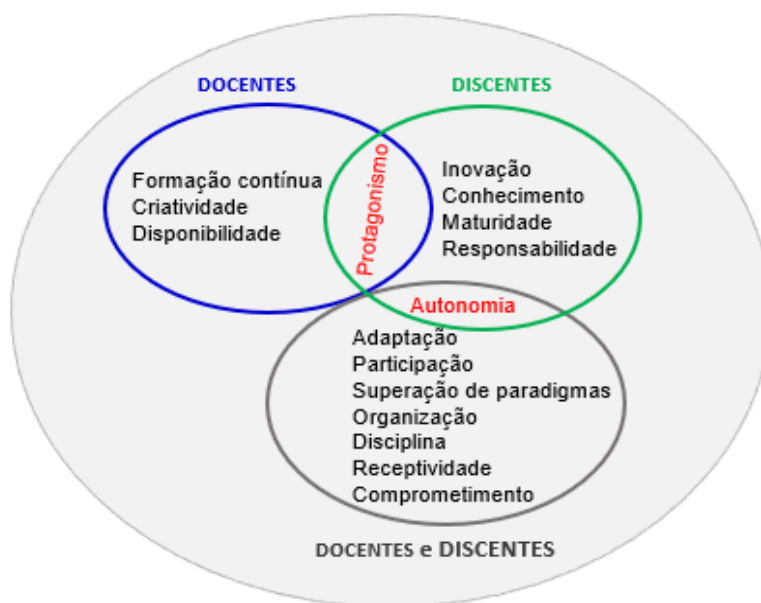 DOCENTES
DISCENTES
Formação contínua
Criatividade
Disponibilidade
Protagonismo
Inovação
Conhecimento
Maturidade
Responsabilidade
Autonomia
Adaptação
Participação
Superação de paradigmas
Organização
Disciplina
Receptividade
Comprometimento
DOCENTES e DISCENTES